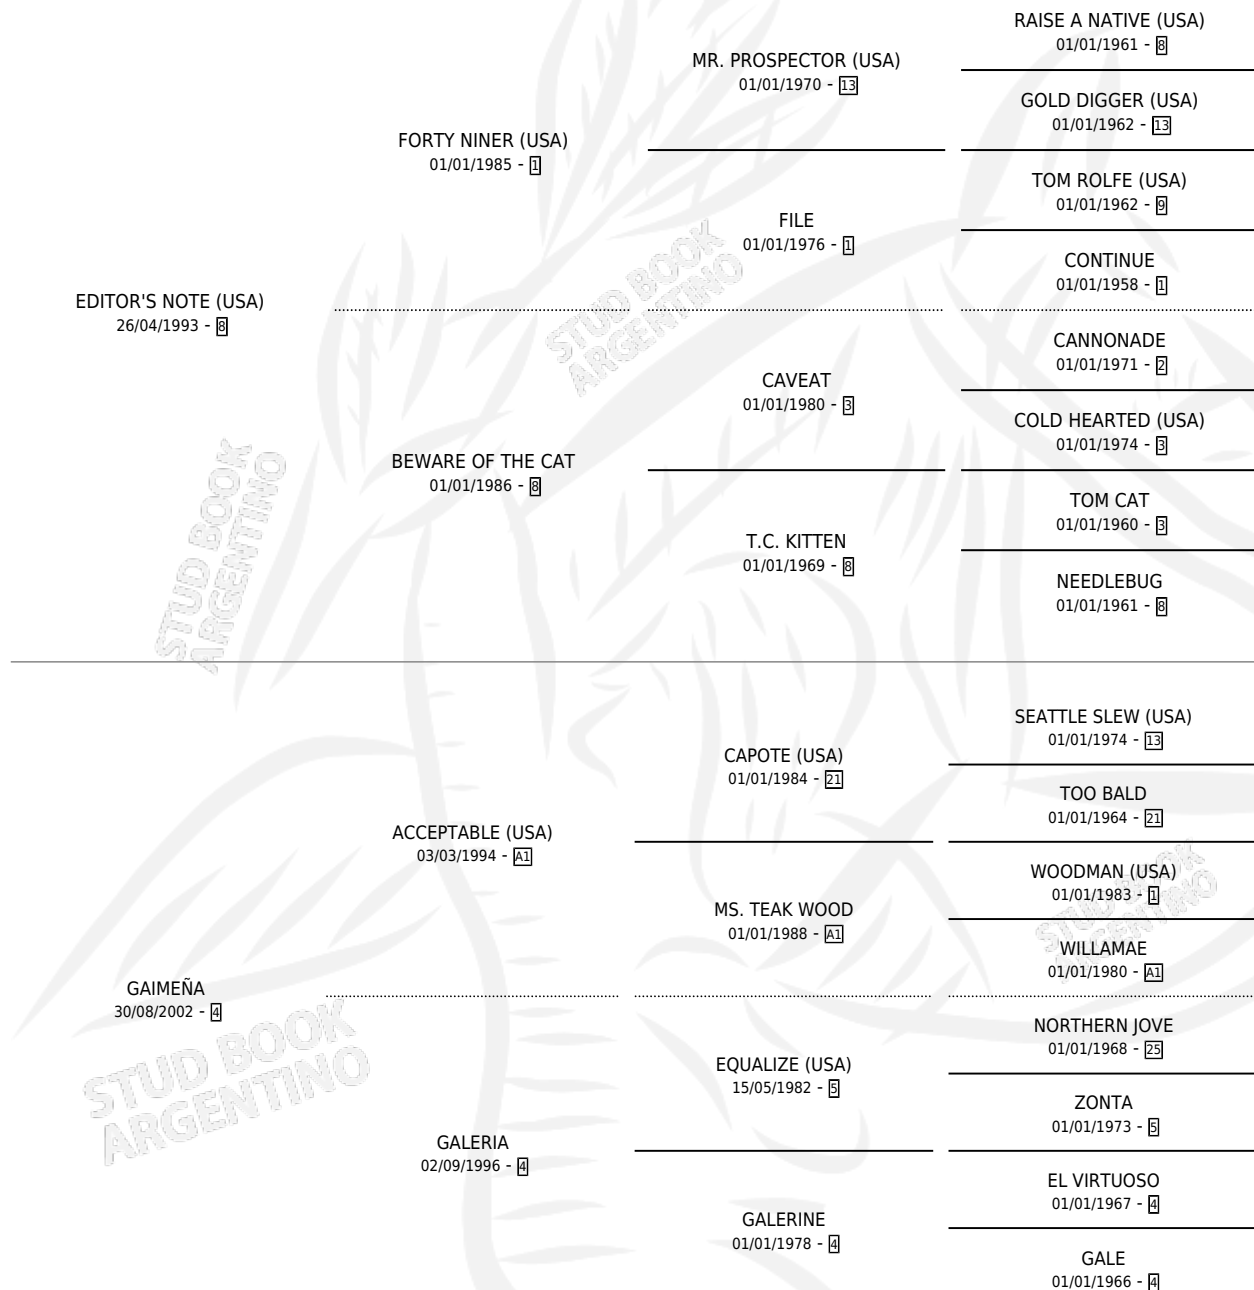 RAISE A NATIVE (USA)
01/01/1961 - 8
MR. PROSPECTOR (USA)
01/01/1970 - 13
GOLD DIGGER (USA)
01/01/1962 - 13
FORTY NINER (USA)
01/01/1985 - 1
TOM ROLFE (USA)
01/01/1962 - 9
FILE
01/01/1976 - 1
CONTINUE
01/01/1958 - 1
EDITOR'S NOTE (USA)
26/04/1993 - 8
CANNONADE
01/01/1971 - 2
CAVEAT
01/01/1980 - 3
COLD HEARTED (USA)
01/01/1974 - 3
BEWARE OF THE CAT
01/01/1986 - 8
TOM CAT
01/01/1960 - 3
T.C. KITTEN
01/01/1969 - 8
NEEDLEBUG
01/01/1961 - 8
SEATTLE SLEW (USA)
01/01/1974 - 13
CAPOTE (USA)
01/01/1984 - 21
TOO BALD
01/01/1964 - 21
ACCEPTABLE (USA)
03/03/1994 - A1
WOODMAN (USA)
01/01/1983 - 1
MS. TEAK WOOD
01/01/1988 - A1
WILLAMAE
01/01/1980 - A1
GAIMEÑA
30/08/2002 - 4
NORTHERN JOVE
01/01/1968 - 25
EQUALIZE (USA)
15/05/1982 - 5
ZONTA
01/01/1973 - 5
GALERIA
02/09/1996 - 4
EL VIRTUOSO
01/01/1967 - 4
GALERINE
01/01/1978 - 4
GALE
01/01/1966 - 4
STUD BOOK
ARGENTINO
STUD BOOK
ARGENTINO
STUD BOOK
ARGENTINO
STUD BOOK
ARGENTINO